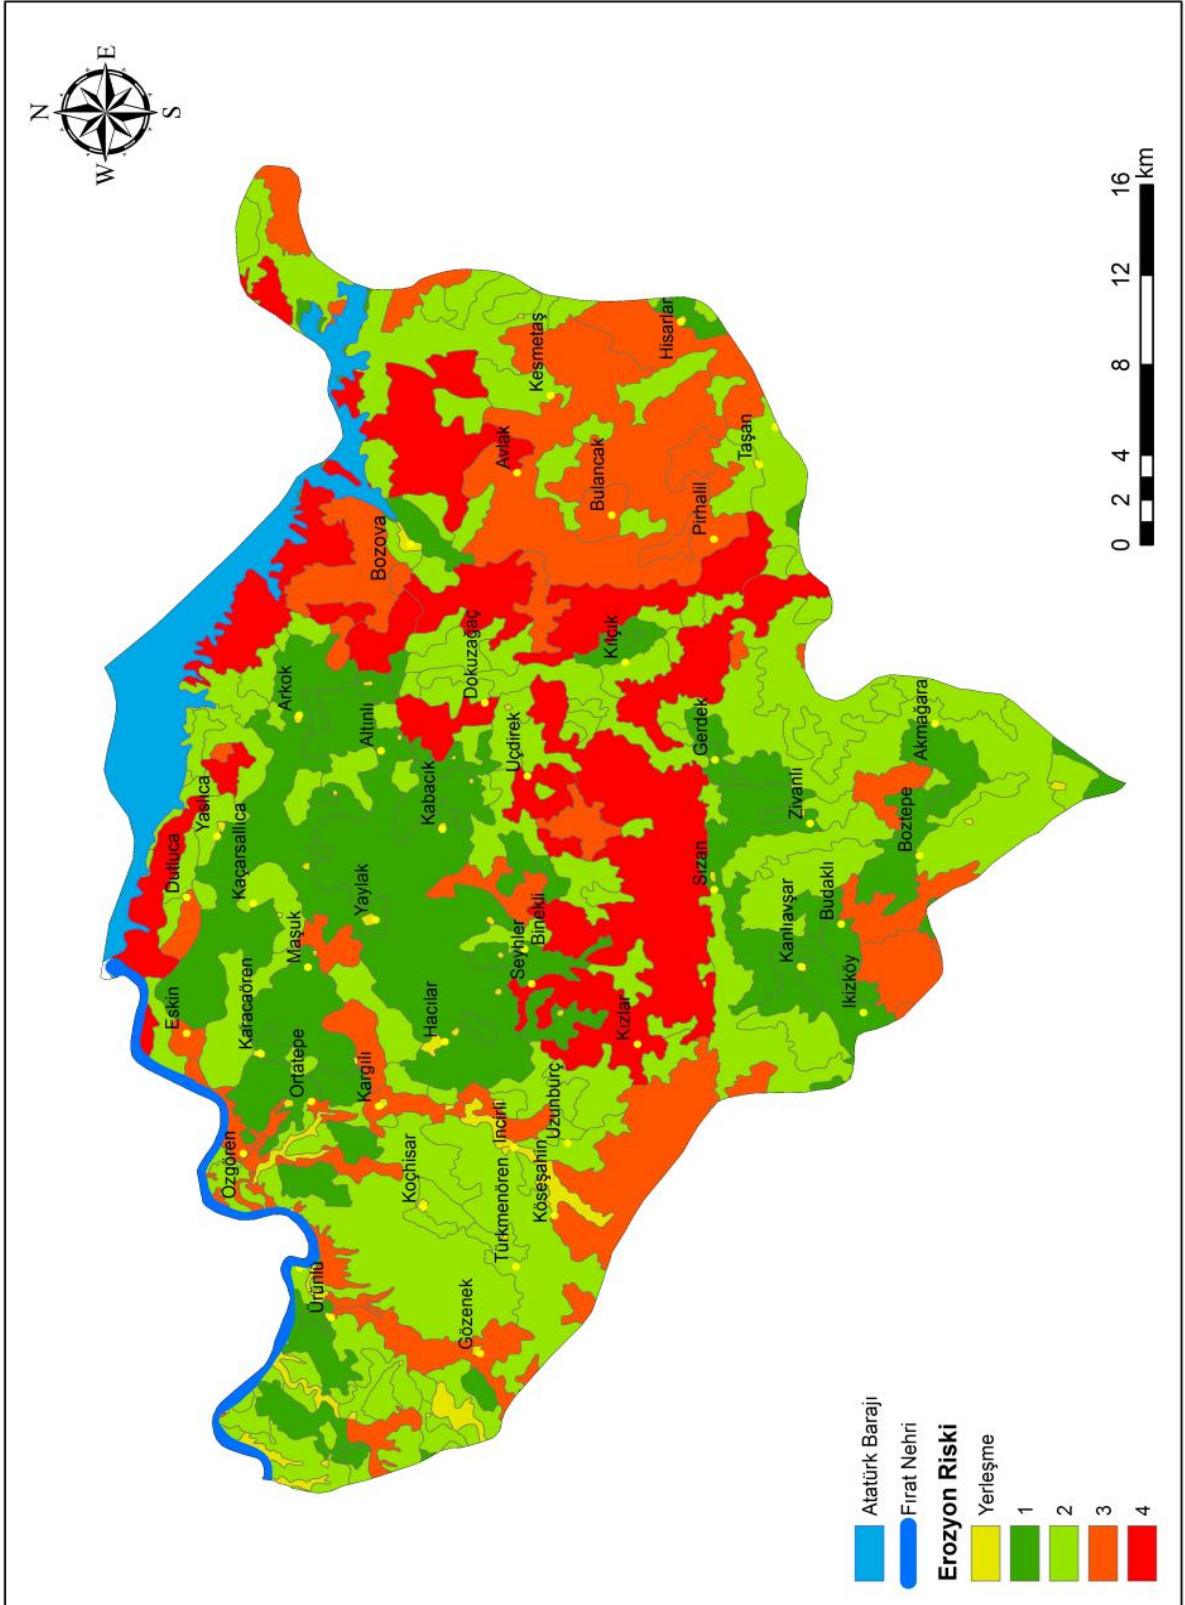 N
E
W
S
Kesmetaş
Hisarlar
Avlak
Bulancak
Taşan
Bozova
Pirhalil
Dokuzağaç
Kılçık
Arkok
Altınlı
Gerdek
Akmağara
Üçdirek
Kabacık
Zivanlı
Yaslıca
Boztepe
Dutluca
Kaçarsallıca
Sızan
Yaylak
Budaklı
Binekli
Maşuk
Seyhler
Kanlıavşar
İkizköy
Eskin
Karacaören
Hacılar
Kızlar
Ortatepe
Kargılı
İncirli
Uzunburç
Özgören
Koçhisar
Türkmenören
Köseşahin
Ürünlü
Gözenek
0 2 4 8 12 16
km
Atatürk Barajı
Fırat Nehri
Erozyon Riski
Yerleşme
1
2
3
4